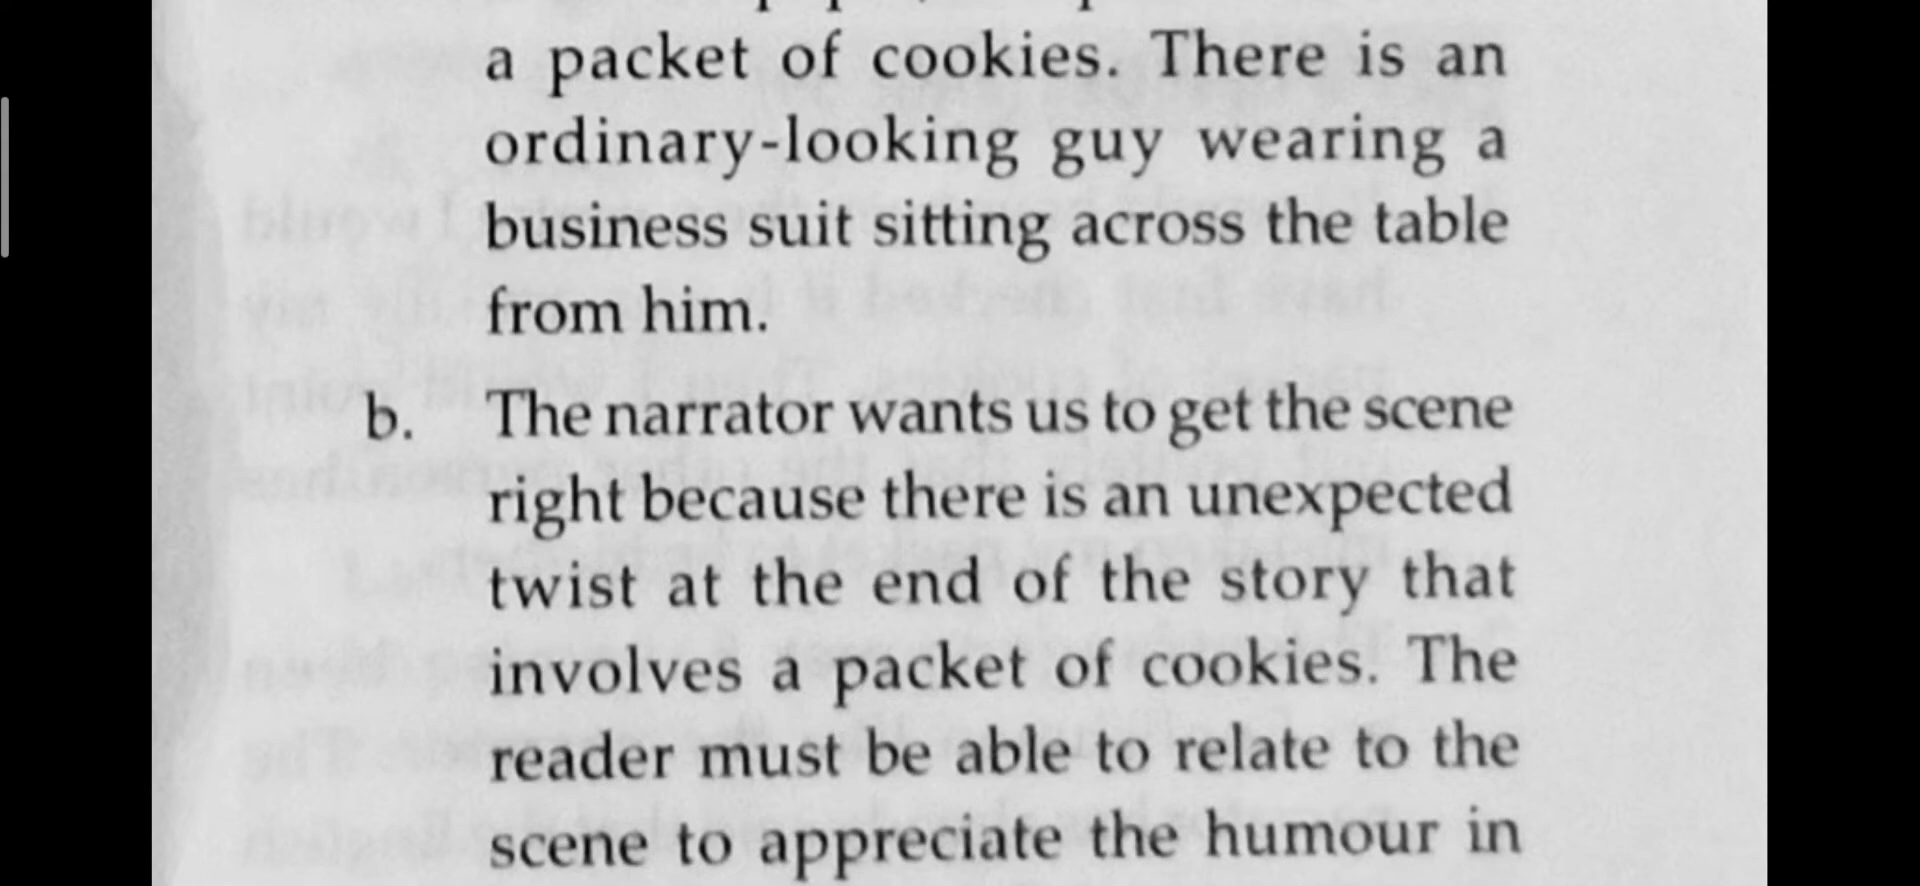 a packet of cookies. There is an
ordinary-looking guy wearing a
business suit sitting across the table
from him.
b. The narrator wants us to get the scene
right because there is an unexpected
twist at the end of the story that
involves a packet of cookies. The
reader must be able to relate to the
scene to appreciate the humour in